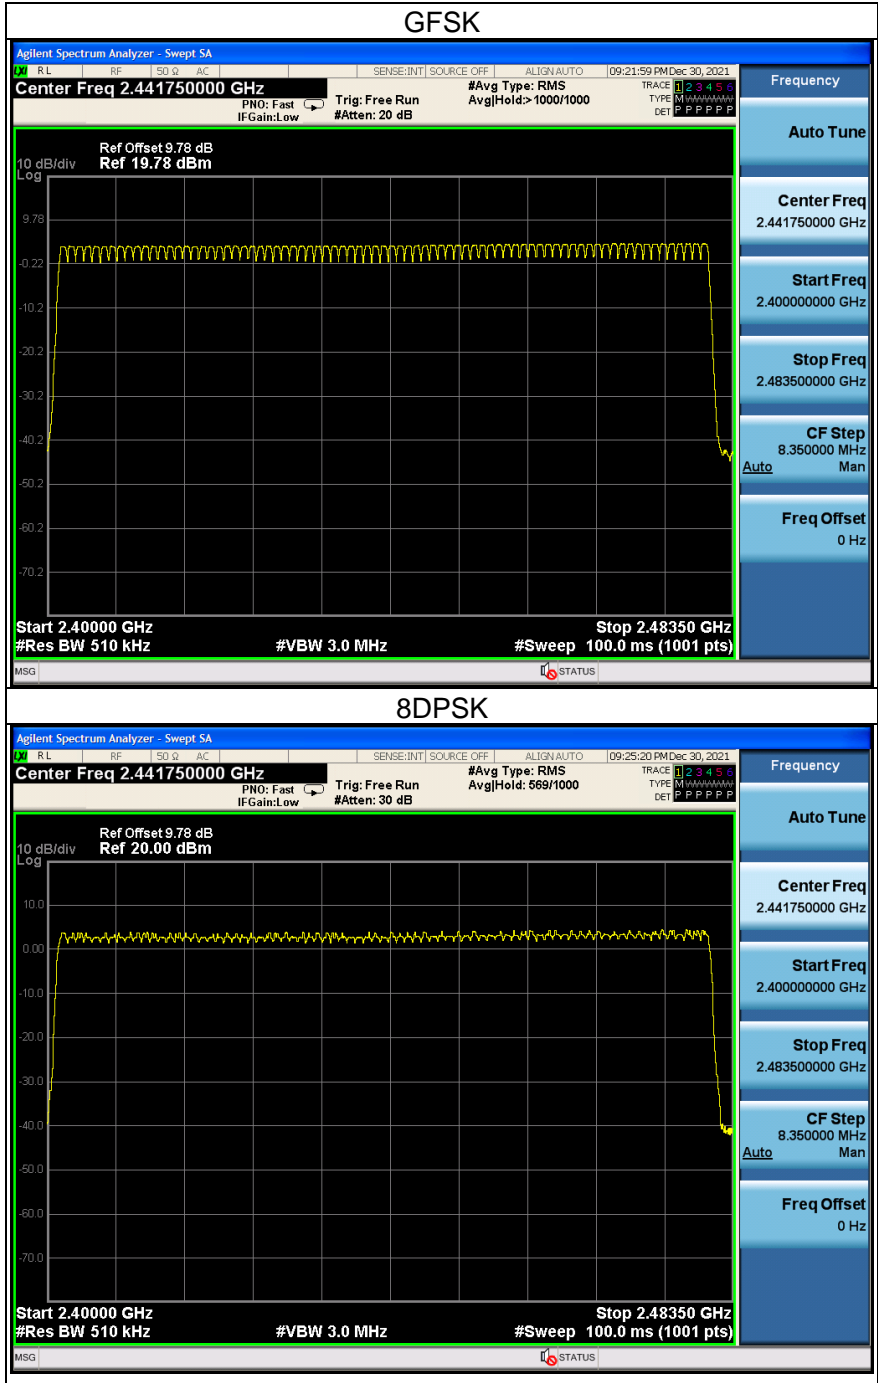 GFSK
Agilent Spectrum Analyzer - Swept SA
LXI RL RF 50 Ω AC SENSE:INT SOURCE OFF ALIGN AUTO 09:21:59 PM Dec 30, 2021
Center Freq 2.441750000 GHz #Avg Type: RMS TRACE 1 2 3 4 5 6
PNO: Fast Trig: Free Run Avg|Hold:>1000/1000 TYPE M WWWWW
IFGain:Low #Atten: 20 dB DET P P P P P P
Frequency
Auto Tune
Center Freq
2.441750000 GHz
Start Freq
2.400000000 GHz
Stop Freq
2.483500000 GHz
CF Step
8.350000 MHz
Auto Man
Freq Offset
0 Hz
Ref Offset 9.78 dB
10 dB/div Ref 19.78 dBm
Log
9.78
-0.22
-10.2
-20.2
-30.2
-40.2
-50.2
-60.2
-70.2
Start 2.40000 GHz Stop 2.48350 GHz
#Res BW 510 kHz #VBW 3.0 MHz #Sweep 100.0 ms (1001 pts)
MSG STATUS
8DPSK
Agilent Spectrum Analyzer - Swept SA
LXI RL RF 50 Ω AC SENSE:INT SOURCE OFF ALIGN AUTO 09:25:20 PM Dec 30, 2021
Center Freq 2.441750000 GHz #Avg Type: RMS TRACE 1 2 3 4 5 6
PNO: Fast Trig: Free Run Avg|Hold: 569/1000 TYPE M WWWWW
IFGain:Low #Atten: 30 dB DET P P P P P P
Frequency
Auto Tune
Center Freq
2.441750000 GHz
Start Freq
2.400000000 GHz
Stop Freq
2.483500000 GHz
CF Step
8.350000 MHz
Auto Man
Freq Offset
0 Hz
Ref Offset 9.78 dB
10 dB/div Ref 20.00 dBm
Log
10.0
0.00
-10.0
-20.0
-30.0
-40.0
-50.0
-60.0
-70.0
Start 2.40000 GHz Stop 2.48350 GHz
#Res BW 510 kHz #VBW 3.0 MHz #Sweep 100.0 ms (1001 pts)
MSG STATUS